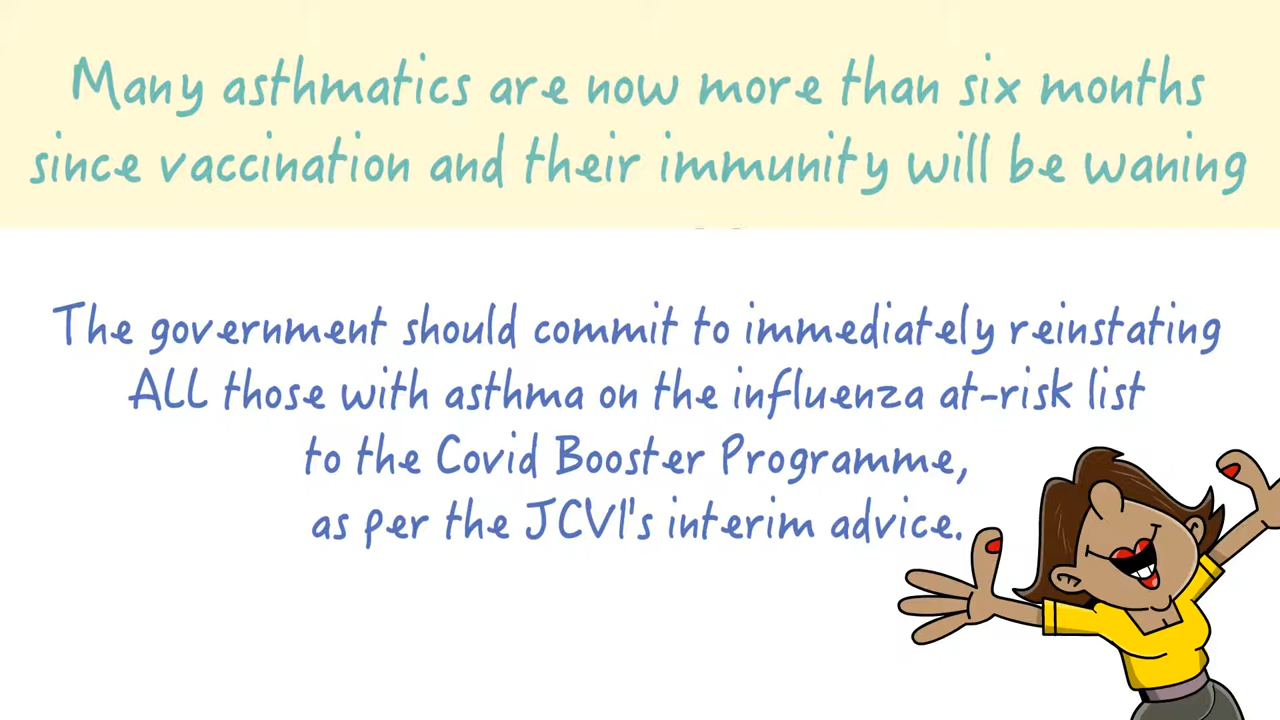 Many asthmatics are now more than six months
since vaccination and their immunity will be waning
The government should commit to immediately reinstating
ALL those with asthma on the influenza at-risk list
to the Covid Booster Programme,
as per the JCVI's interim advice.